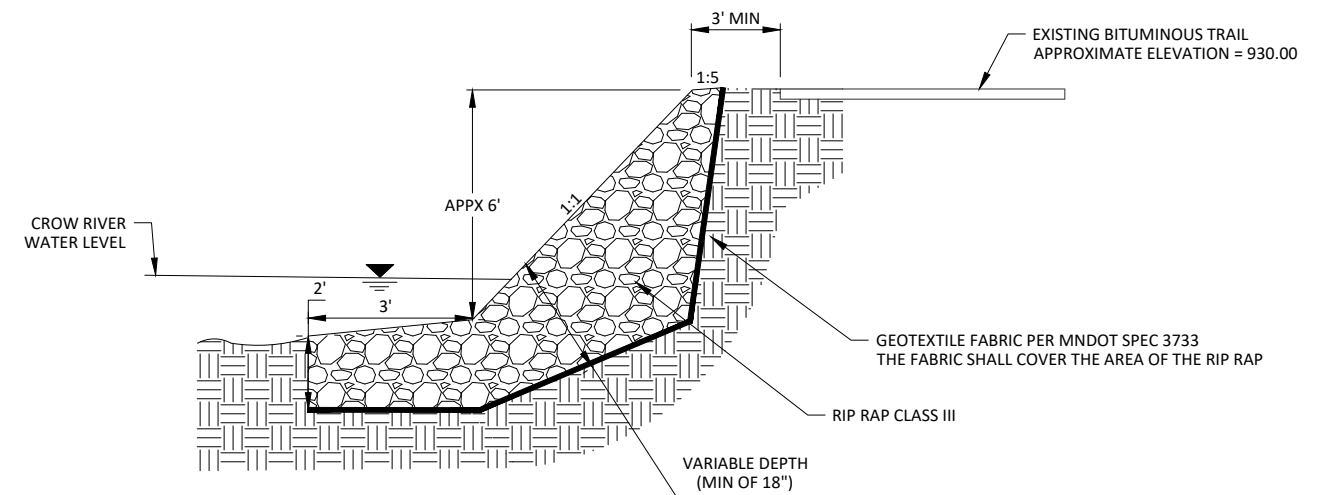 3' MIN
EXISTING BITUMINOUS TRAIL
APPROXIMATE ELEVATION = 930.00
1:5
APPX 6'
1:1
CROW RIVER
WATER LEVEL
2'
3'
GEOTEXTILE FABRIC PER MNDOT SPEC 3733
THE FABRIC SHALL COVER THE AREA OF THE RIP RAP
RIP RAP CLASS III
VARIABLE DEPTH
(MIN OF 18")